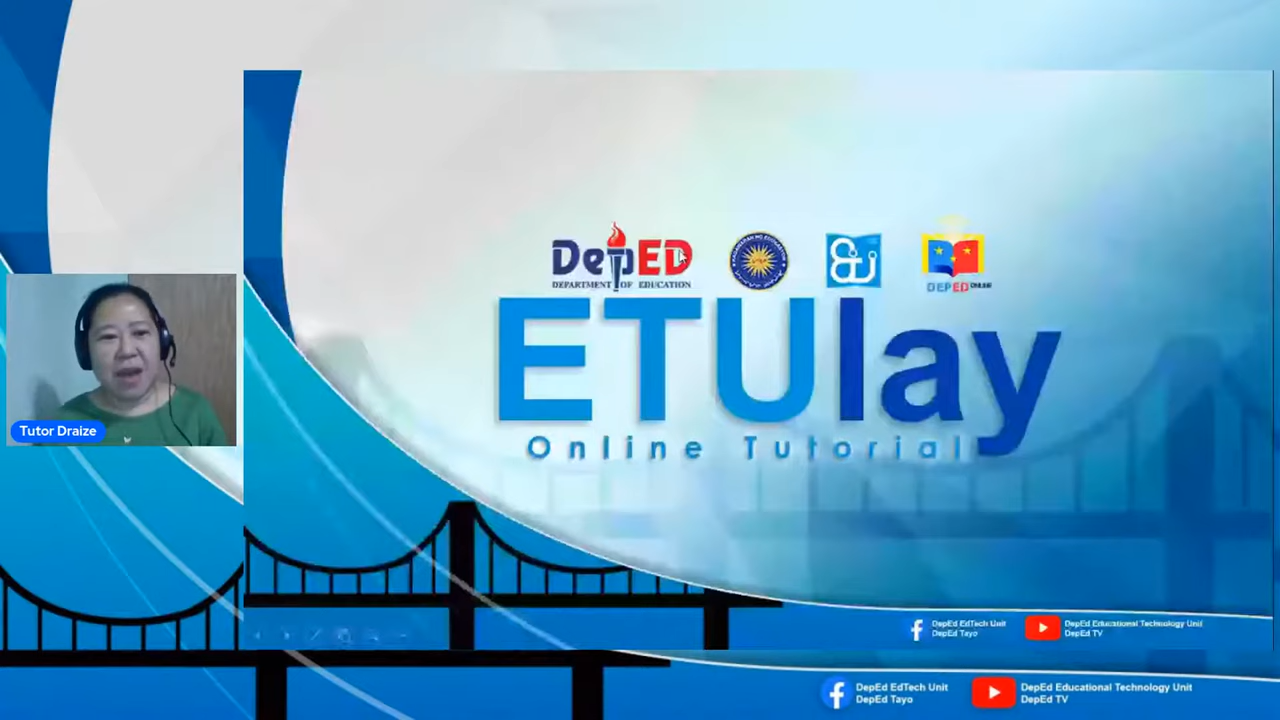 DepED
DEPARTMENT OF EDUCATION
DEPED ONLINE
ETUlay
Online Tutorial
Tutor Draize
DepEd EdTech Unit
DepEd Tayo
DepEd Educational Technology Unit
DepEd TV
DepEd EdTech Unit
DepEd Tayo
DepEd Educational Technology Unit
DepEd TV